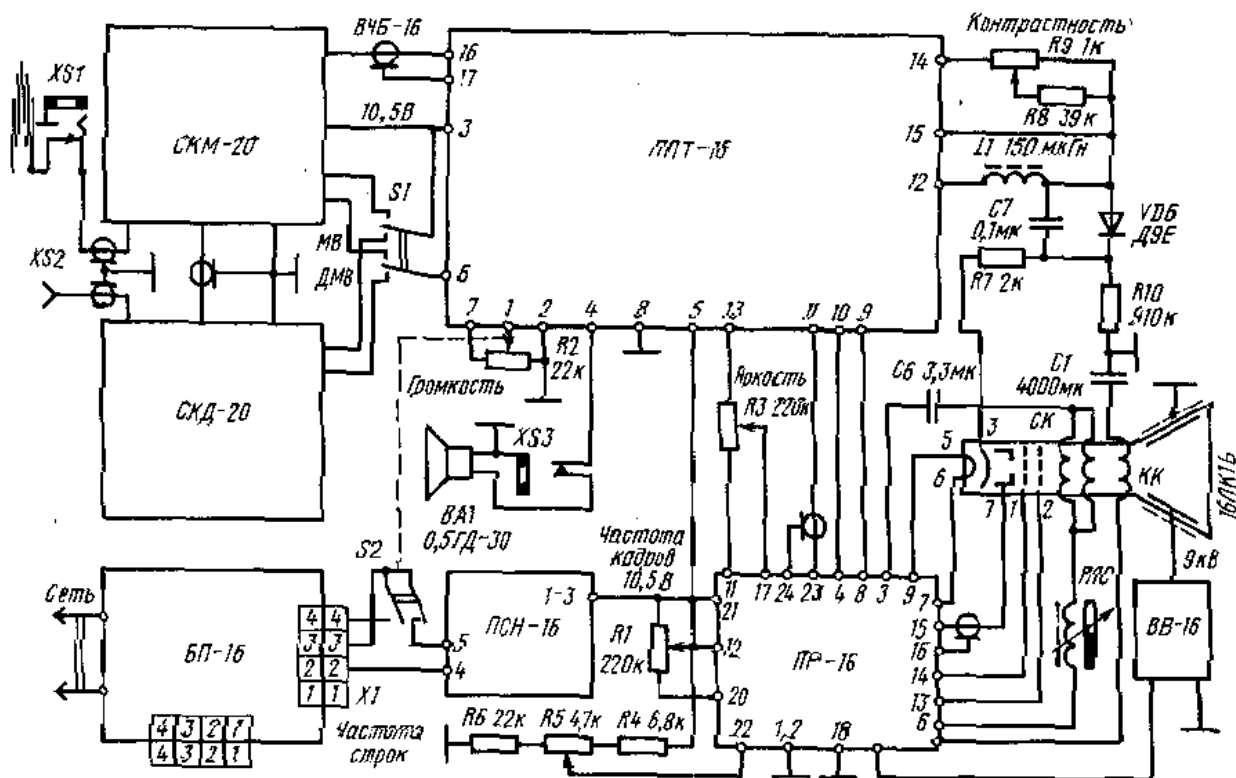 ВЧБ-16
16
17
10,5В
3
XS1
СКМ-20
S1
МВ
ДМВ
6
XS2
СКД-20
ППТ-16
14
Контрастность
R9 1к
R8 39к
15
L1 150 мкГн
12
C7
0,1мк
VD6
Д9Е
R7 2к
R10
910к
7
1
2
4
8
5
13
11
10
9
R2
22к
Громкость
XS3
ВА1
0,5ГД-30
Яркость
R3 220к
C6 3,3мк
C1
4000мк
СК
КК
5
6
3
7
1
2
16ЛК1Б
9кВ
РЛС
ВВ-16
Частота
кадров
10,5В
Сеть
БП-16
S2
4 4
3 3
2 2
1 1
X1
4 3 2 1
4 3 2 1
ПСН-16
1-3
5
4
R1
220к
Частота
строк
R6 22к
R5 4,7к
R4 6,8к
ПР-16
11
17
24
23
4
8
3
9
21
12
20
22
1,2
18
7
15
16
14
13
6